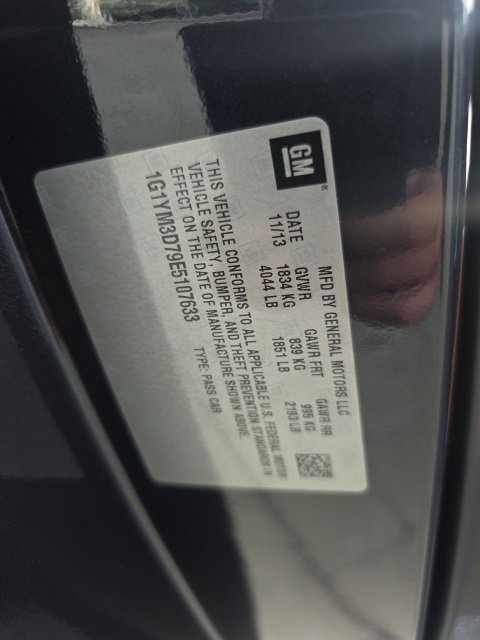 GM®
MFD BY GENERAL MOTORS LLC
DATE GVWR GAWR FRT GAWR RR
11/13 1834 KG 839 KG 995 KG
4044 LB 1851 LB 2193 LB
THIS VEHICLE CONFORMS TO ALL APPLICABLE U.S. FEDERAL MOTOR
VEHICLE SAFETY, BUMPER, AND THEFT PREVENTION STANDARDS IN
EFFECT ON THE DATE OF MANUFACTURE SHOWN ABOVE.
1G1YM3D79E5107633 TYPE: PASS CAR